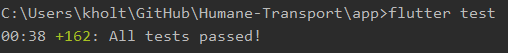 C:\Users\kholt\GitHub\Humane-Transport\app>flutter test
00:38 +162: All tests passed!